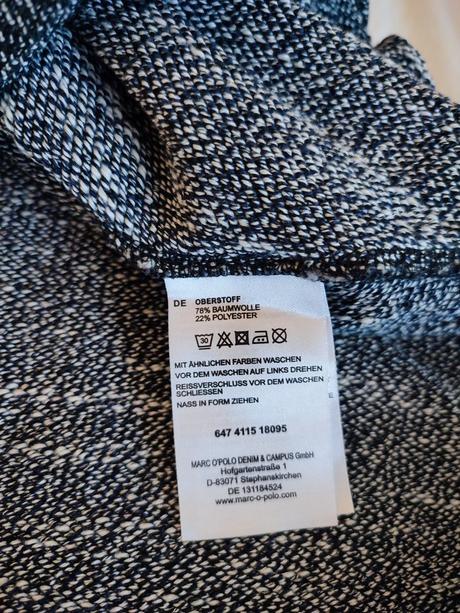 DE OBERSTOFF
78% BAUMWOLLE
22% POLYESTER
30
MIT ÄHNLICHEN FARBEN WASCHEN
VOR DEM WASCHEN AUF LINKS DREHEN
REISSVERSCHLUSS VOR DEM WASCHEN
SCHLIESSEN
NASS IN FORM ZIEHEN
647 4115 18095
MARC O'POLO DENIM & CAMPUS GmbH
Hofgartenstraße 1
D-83071 Stephanskirchen
DE 131184524
www.marc-o-polo.com